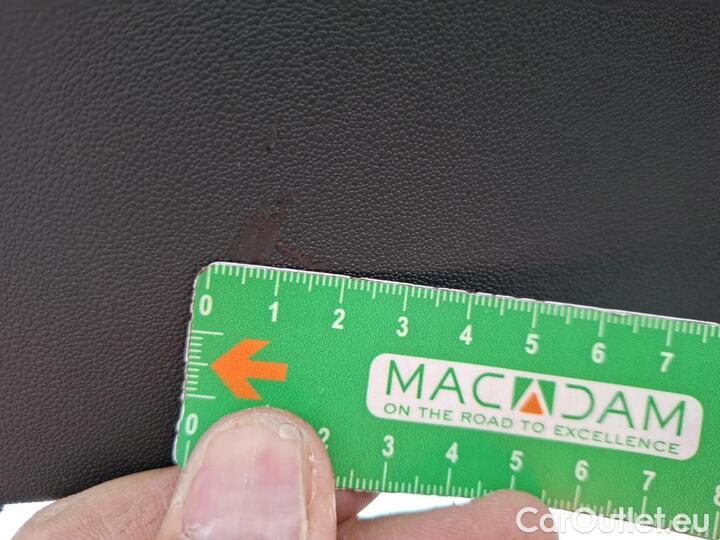 0 1 2 3 4 5 6 7
MACADAM
ON THE ROAD TO EXCELLENCE
0 2 3 4 5 6 7 8
CarOutlet.eu